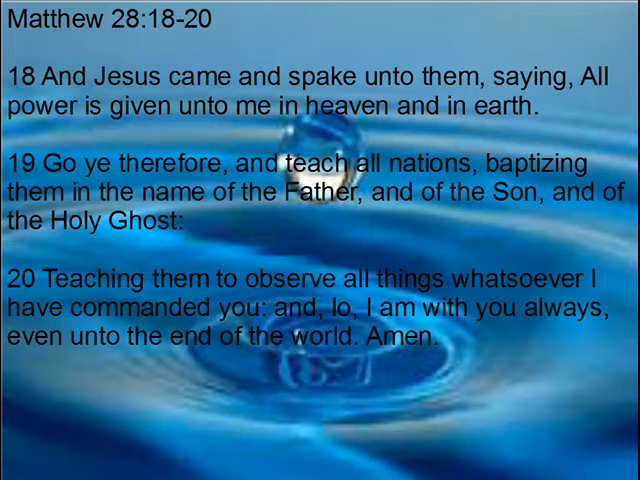 Matthew 28:18-20
18 And Jesus came and spake unto them, saying, All
power is given unto me in heaven and in earth.
19 Go ye therefore, and teach all nations, baptizing
them in the name of the Father, and of the Son, and of
the Holy Ghost:
20 Teaching them to observe all things whatsoever I
have commanded you: and, lo, I am with you always,
even unto the end of the world. Amen.